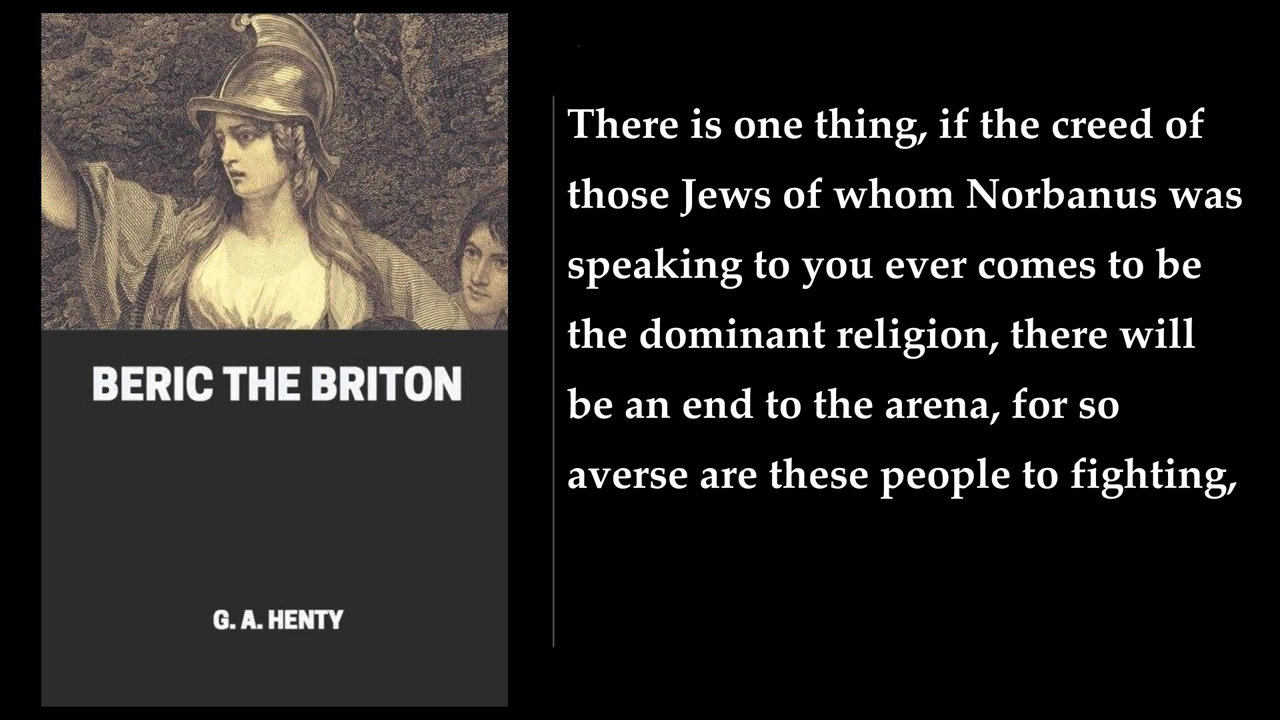 BERIC THE BRITON
G. A. HENTY
There is one thing, if the creed of
those Jews of whom Norbanus was
speaking to you ever comes to be
the dominant religion, there will
be an end to the arena, for so
averse are these people to fighting,